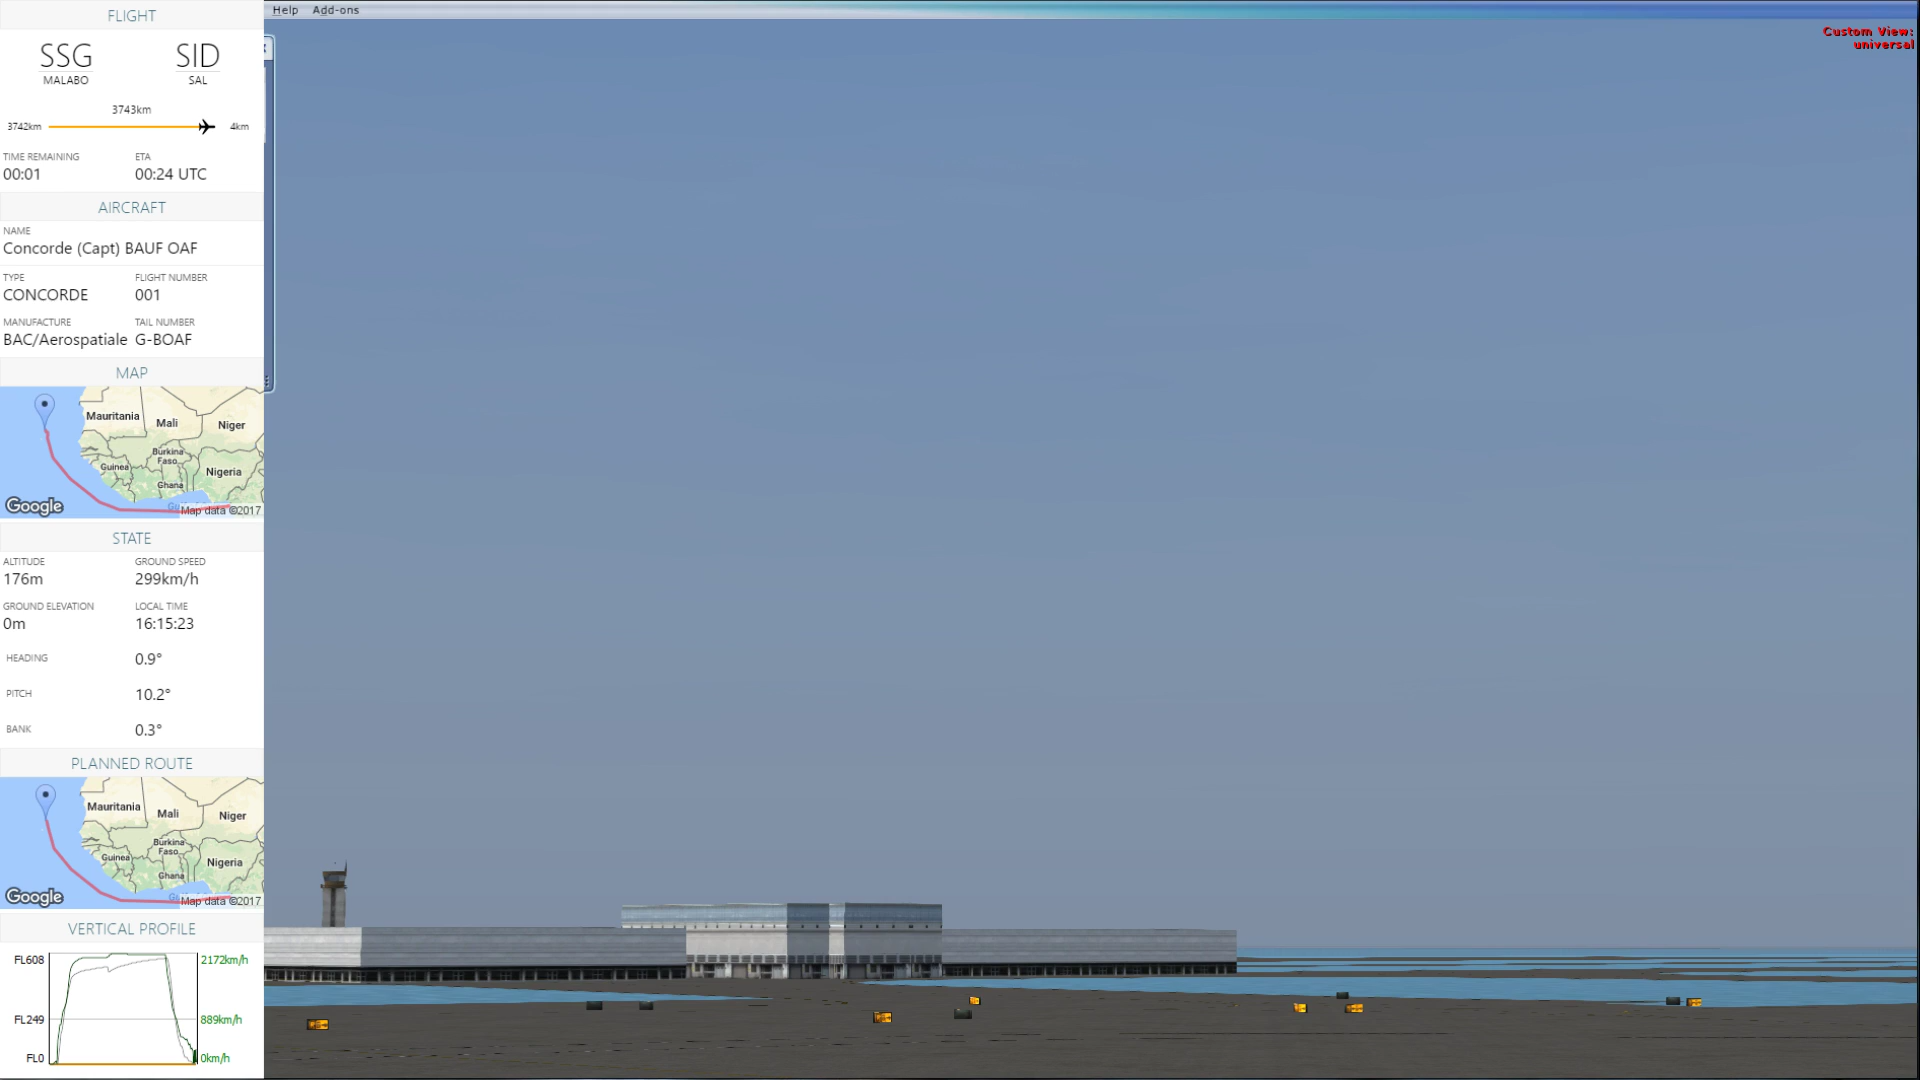 Help Add-ons
Custom View:
universal
FLIGHT
SSG SID
MALABO SAL
3743km
3742km 4km
TIME REMAINING ETA
00:01 00:24 UTC
AIRCRAFT
NAME
Concorde (Capt) BAUF OAF
TYPE FLIGHT NUMBER
CONCORDE 001
MANUFACTURE TAIL NUMBER
BAC/Aerospatiale G-BOAF
MAP
Mauritania
Mali
Niger
Burkina
Faso
Guinea
Nigeria
Ghana
Google
Map data ©2017
STATE
ALTITUDE GROUND SPEED
176m 299km/h
GROUND ELEVATION LOCAL TIME
0m 16:15:23
HEADING 0.9°
PITCH 10.2°
BANK 0.3°
PLANNED ROUTE
Mauritania
Mali
Niger
Burkina
Faso
Guinea
Nigeria
Ghana
Google
Map data ©2017
VERTICAL PROFILE
FL608 2172km/h
FL249 889km/h
FL0 0km/h